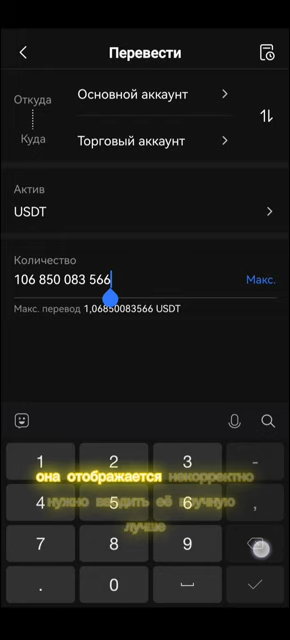 Перевести
Откуда
Основной аккаунт
Куда
Торговый аккаунт
Актив
USDT
Количество
106 850 083 566
Макс.
Макс. перевод 1,06850083566 USDT
1 2 3 -
она отображается некорректно
нужно вводить её вручную
4 5 6 ,
лучше
7 8 9
. 0